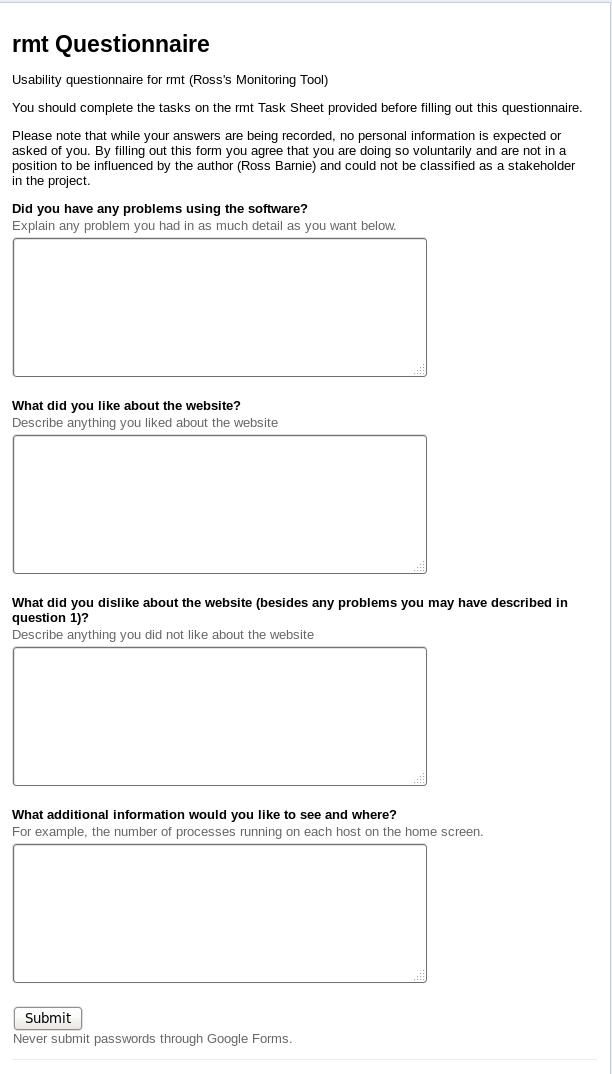 rmt Questionnaire
Usability questionnaire for rmt (Ross's Monitoring Tool)
You should complete the tasks on the rmt Task Sheet provided before filling out this questionnaire.
Please note that while your answers are being recorded, no personal information is expected or
asked of you. By filling out this form you agree that you are doing so voluntarily and are not in a
position to be influenced by the author (Ross Barnie) and could not be classified as a stakeholder
in the project.
Did you have any problems using the software?
Explain any problem you had in as much detail as you want below.
What did you like about the website?
Describe anything you liked about the website
What did you dislike about the website (besides any problems you may have described in
question 1)?
Describe anything you did not like about the website
What additional information would you like to see and where?
For example, the number of processes running on each host on the home screen.
Submit
Never submit passwords through Google Forms.